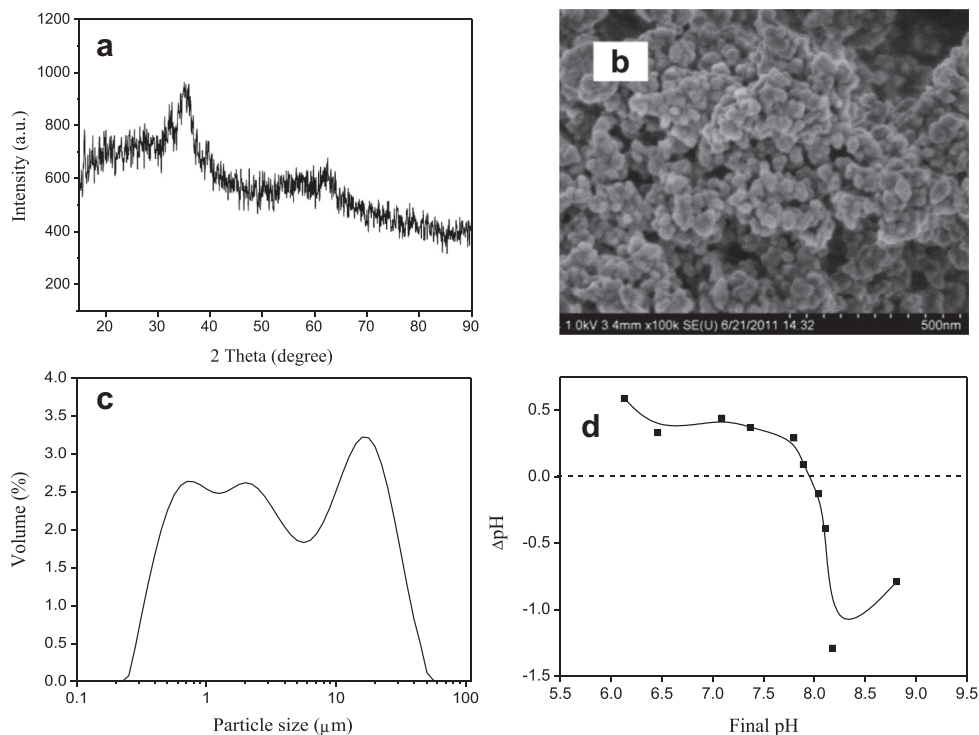 a
1200
1000
800
600
400
200
Intensity (a.u.)
20 30 40 50 60 70 80 90
2 Theta (degree)
b
1.0kV 3.4mm x100k SE(U) 6/21/2011 14:32 500nm
c
4.0
3.5
3.0
2.5
2.0
1.5
1.0
0.5
0.0
Volume (%)
0.1 1 10 100
Particle size (μm)
d
0.5
0.0
-0.5
-1.0
-1.5
ΔpH
5.5 6.0 6.5 7.0 7.5 8.0 8.5 9.0 9.5
Final pH